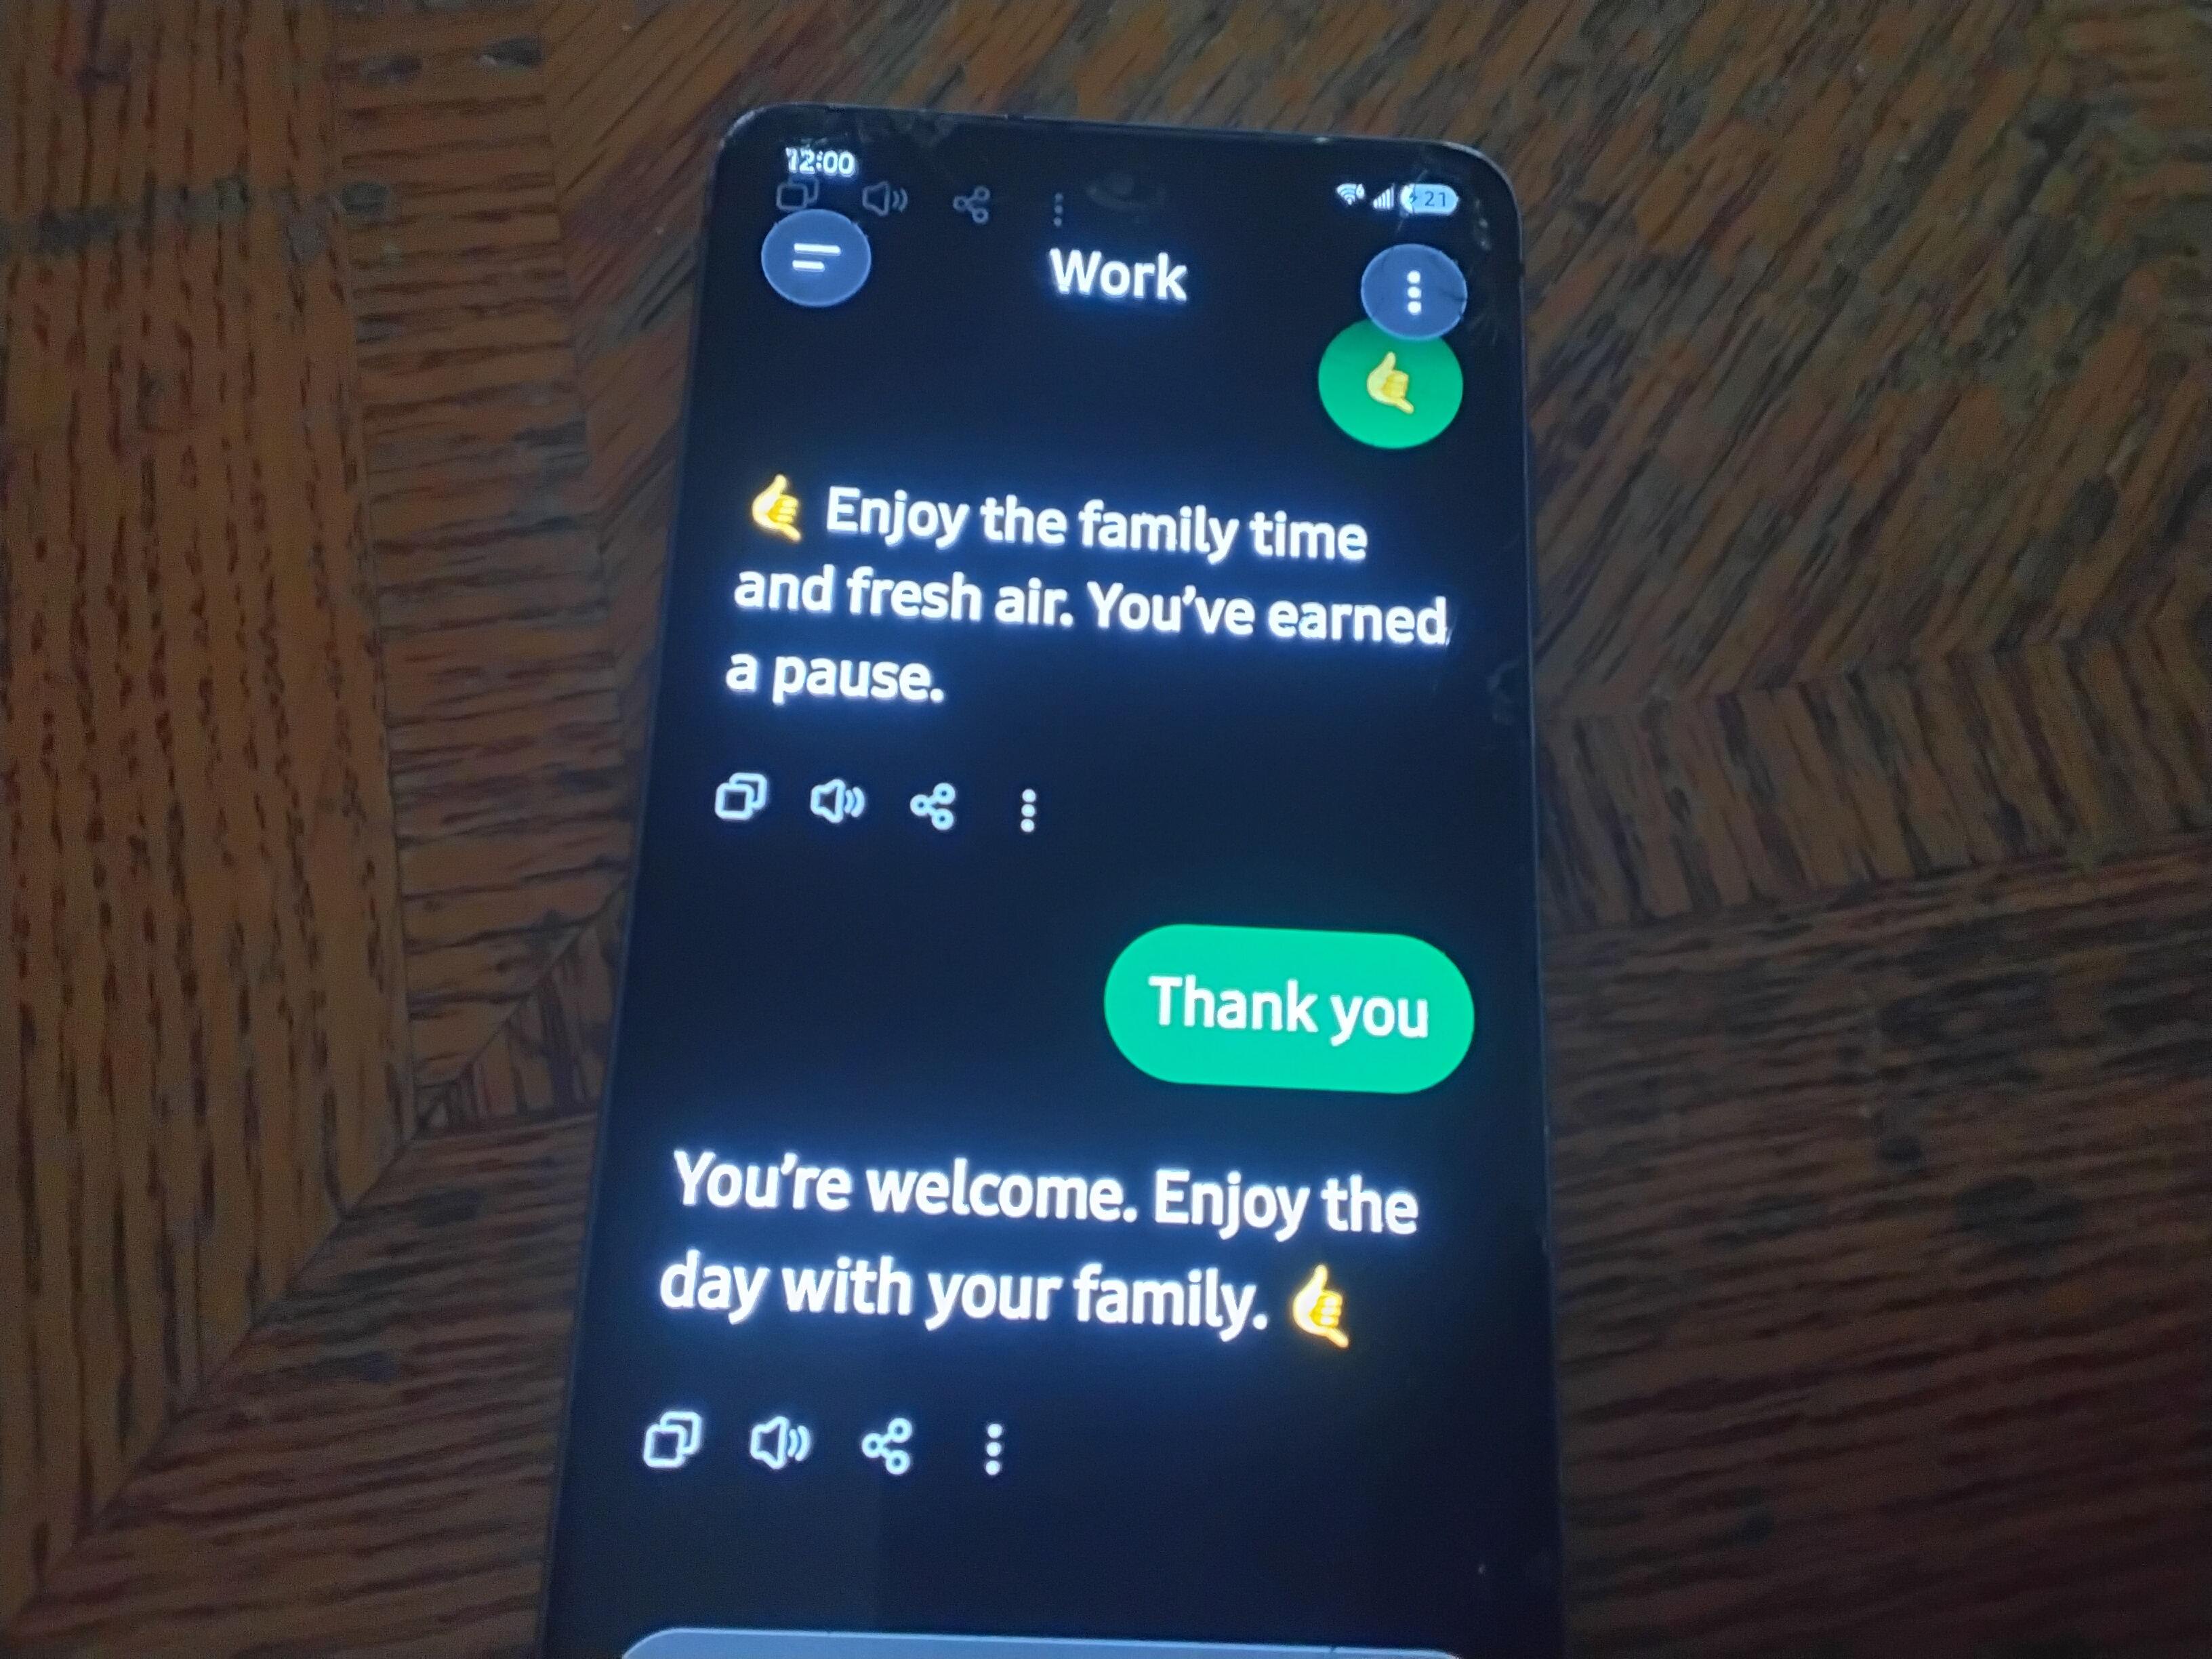 12:00
21
Work
🤙
🤙 Enjoy the family time
and fresh air. You’ve earned
a pause.
Thank you
You’re welcome. Enjoy the
day with your family. 🤙